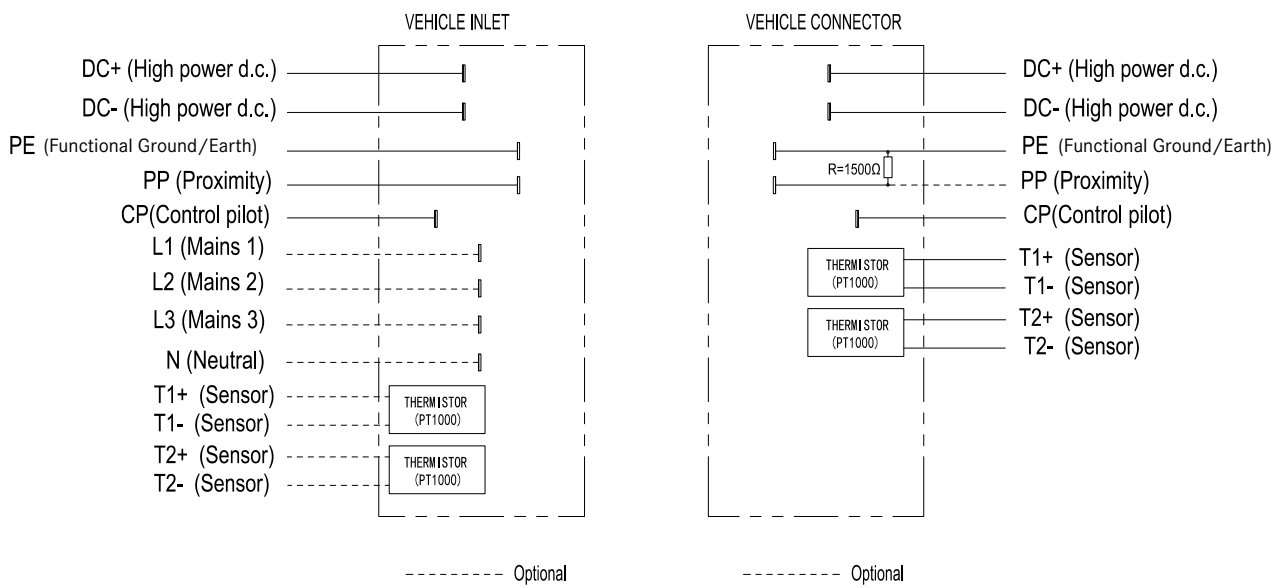 VEHICLE INLET
DC+ (High power d.c.)
DC- (High power d.c.)
PE (Functional Ground/Earth)
PP (Proximity)
CP(Control pilot)
L1 (Mains 1)
L2 (Mains 2)
L3 (Mains 3)
N (Neutral)
T1+ (Sensor)
T1- (Sensor)
T2+ (Sensor)
T2- (Sensor)
THERMISTOR
(PT1000)
THERMISTOR
(PT1000)
Optional
VEHICLE CONNECTOR
DC+ (High power d.c.)
DC- (High power d.c.)
PE (Functional Ground/Earth)
R=1500Ω
PP (Proximity)
CP(Control pilot)
THERMISTOR
(PT1000)
T1+ (Sensor)
T1- (Sensor)
THERMISTOR
(PT1000)
T2+ (Sensor)
T2- (Sensor)
Optional